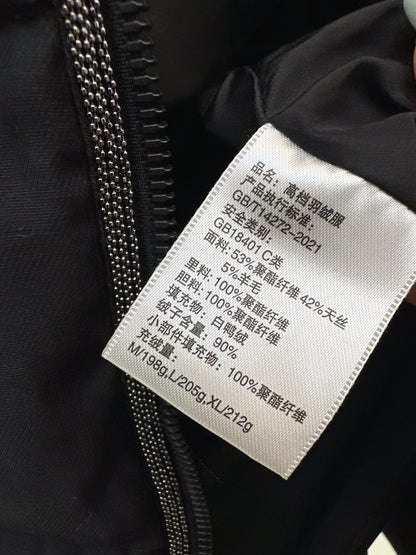 品名：高档羽绒服
产品执行标准：
GB/T14272-2021
安全类别：
GB18401 C类
面料：53%聚酯纤维 42%天丝
5%羊毛
里料：100%聚酯纤维
胆料：100%聚酯纤维
填充物：白鸭绒
绒子含量：90%
小部件填充物：100%聚酯纤维
充绒量：
M/198g,L/205g,XL/212g